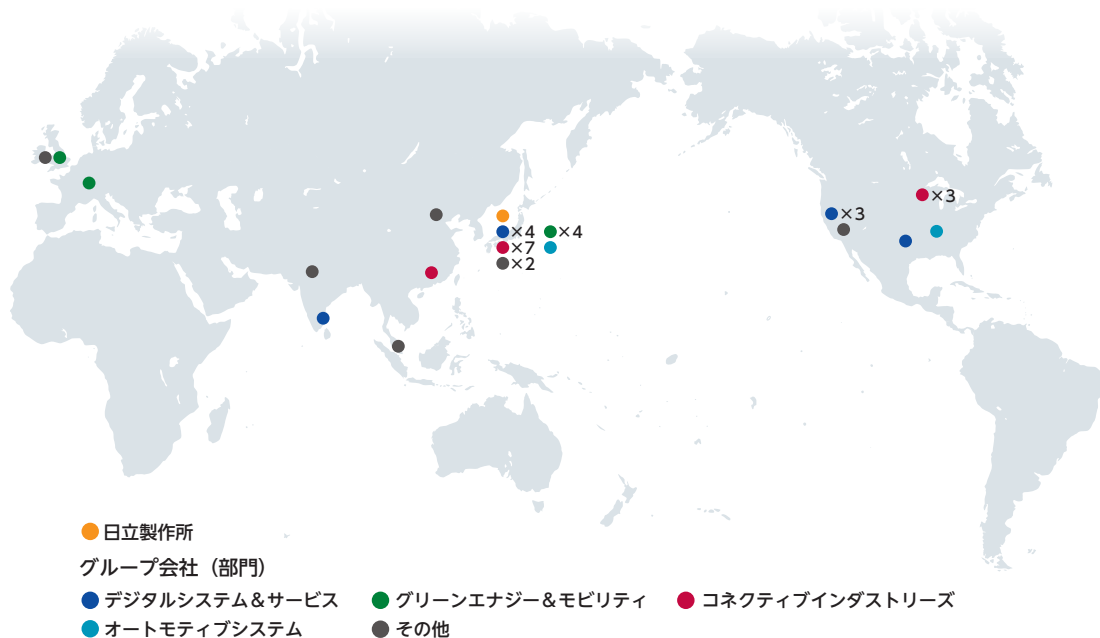 ×3
×3
×4 ×4
×7
×2
日立製作所
グループ会社（部門）
デジタルシステム＆サービス グリーンエナジー＆モビリティ コネクティブインダストリーズ
オートモティブシステム その他